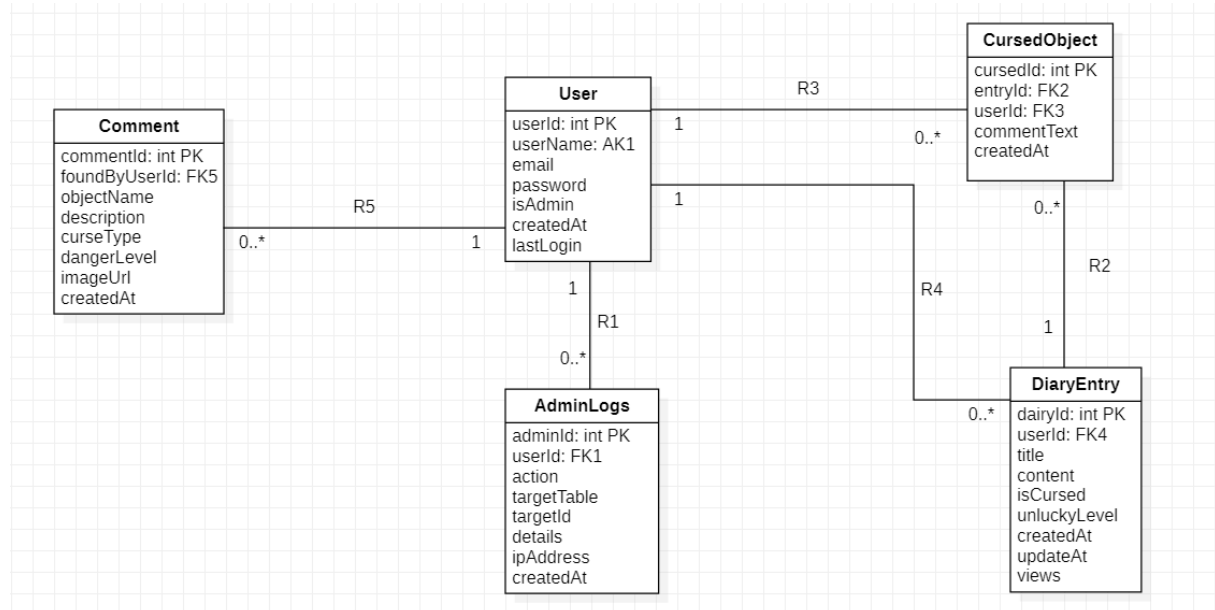 Comment
commentId: int PK
foundByUserId: FK5
objectName
description
curseType
dangerLevel
imageUrl
createdAt
R5
0..*
1
User
userId: int PK
userName: AK1
email
password
isAdmin
createdAt
lastLogin
R3
1
0..*
CursedObject
cursedId: int PK
entryId: FK2
userId: FK3
commentText
createdAt
1
R4
0..*
0..*
R2
1
1
R1
0..*
AdminLogs
adminId: int PK
userId: FK1
action
targetTable
targetId
details
ipAddress
createdAt
DiaryEntry
dairyId: int PK
userId: FK4
title
content
isCursed
unluckyLevel
createdAt
updateAt
views